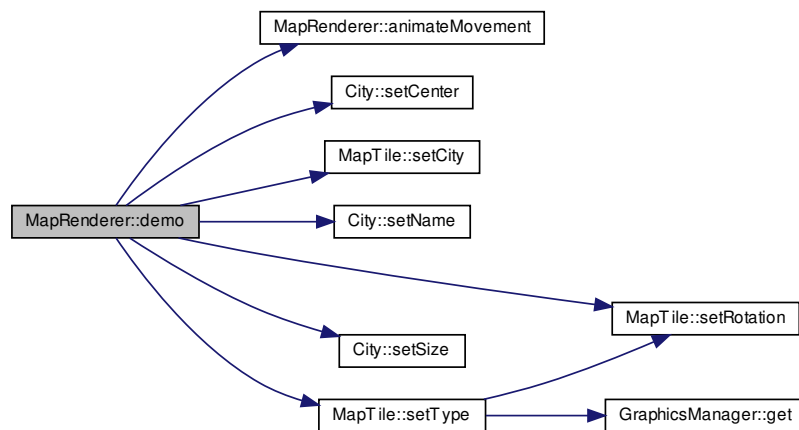 MapRenderer::animateMovement
City::setCenter
MapTile::setCity
MapRenderer::demo
City::setName
MapTile::setRotation
City::setSize
MapTile::setType
GraphicsManager::get